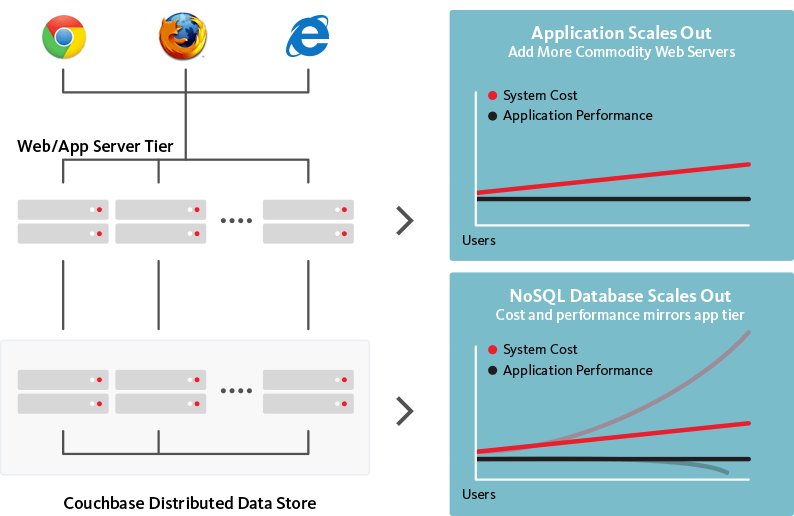 Web/App Server Tier
Couchbase Distributed Data Store
Application Scales Out
Add More Commodity Web Servers
System Cost
Application Performance
Users
NoSQL Database Scales Out
Cost and performance mirrors app tier
System Cost
Application Performance
Users